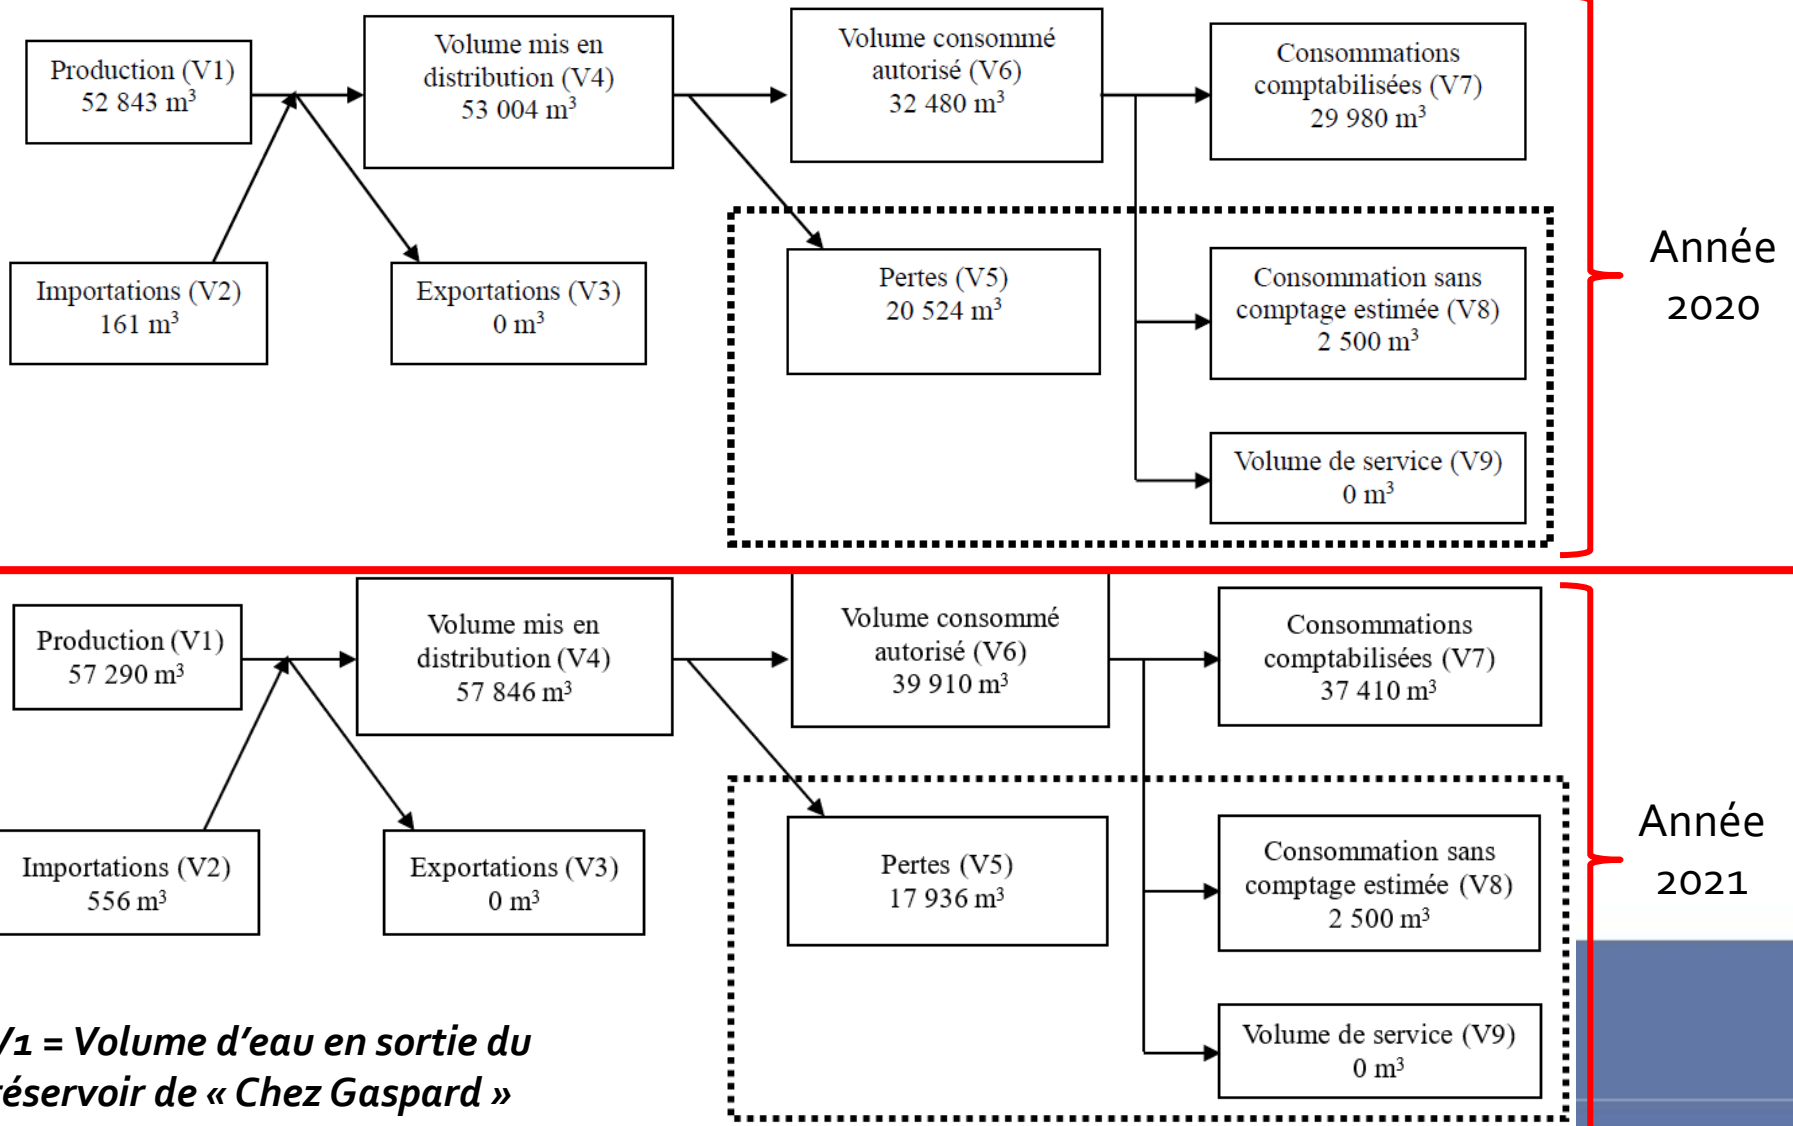 Production (V1)
52 843 m³
Volume mis en
distribution (V4)
53 004 m³
Volume consommé
autorisé (V6)
32 480 m³
Consommations
comptabilisées (V7)
29 980 m³
Importations (V2)
161 m³
Exportations (V3)
0 m³
Pertes (V5)
20 524 m³
Consommation sans
comptage estimée (V8)
2 500 m³
Volume de service (V9)
0 m³
Année
2020
Production (V1)
57 290 m³
Volume mis en
distribution (V4)
57 846 m³
Volume consommé
autorisé (V6)
39 910 m³
Consommations
comptabilisées (V7)
37 410 m³
Importations (V2)
556 m³
Exportations (V3)
0 m³
Pertes (V5)
17 936 m³
Consommation sans
comptage estimée (V8)
2 500 m³
Volume de service (V9)
0 m³
Année
2021
V1 = Volume d'eau en sortie du
réservoir de « Chez Gaspard »